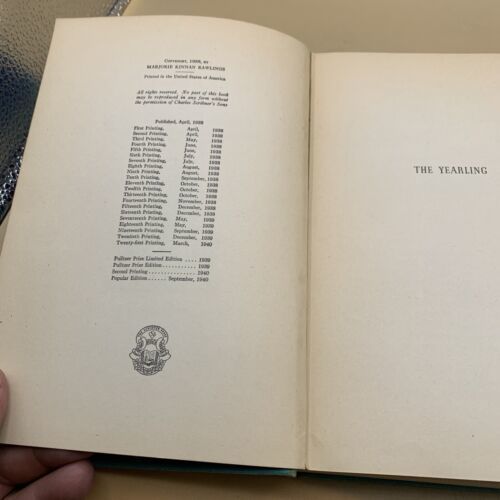 Copyright, 1938, by
MARJORIE KINNAN RAWLINGS
Printed in the United States of America
All rights reserved. No part of this book
may be reproduced in any form without
the permission of Charles Scribner's Sons
Published, April, 1938
First Printing, April, 1938
Second Printing, April, 1938
Third Printing, May, 1938
Fourth Printing, June, 1938
Fifth Printing, June, 1938
Sixth Printing, July, 1938
Seventh Printing, July, 1938
Eighth Printing, August, 1938
Ninth Printing, August, 1938
Tenth Printing, September, 1938
Eleventh Printing, October, 1938
Twelfth Printing, October, 1938
Thirteenth Printing, October, 1938
Fourteenth Printing, November, 1938
Fifteenth Printing, December, 1938
Sixteenth Printing, December, 1938
Seventeenth Printing, May, 1939
Eighteenth Printing, May, 1939
Nineteenth Printing, September, 1939
Twentieth Printing, December, 1939
Twenty-first Printing, March, 1940
Pulitzer Prize Limited Edition .... 1939
Pulitzer Prize Edition ........... 1939
Second Printing .............. 1940
Popular Edition ...... September, 1940
THE YEARLING